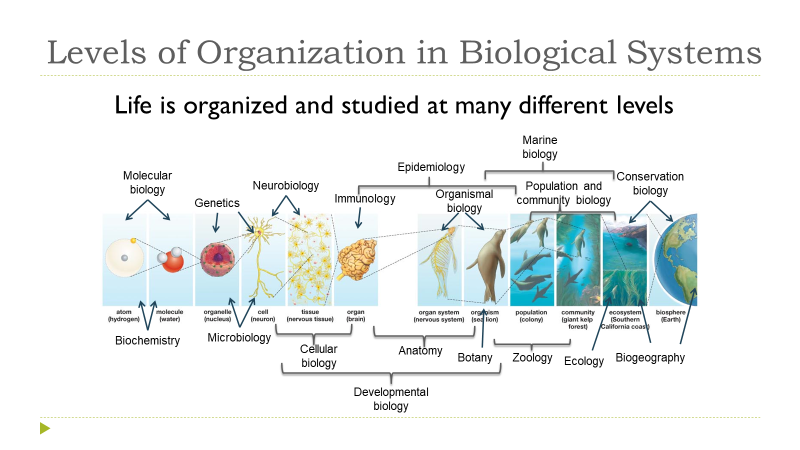 Levels of Organization in Biological Systems
Life is organized and studied at many different levels
Marine
biology
Epidemiology
Molecular
biology
Conservation
biology
Neurobiology
Population and
community biology
Genetics
Immunology
Organismal
biology
atom
(hydrogen)
molecule
(water)
organelle
(nucleus)
cell
(neuron)
tissue
(nervous tissue)
organ
(brain)
organ system
(nervous system)
organism
(sea lion)
population
(colony)
community
(giant kelp
forest)
ecosystem
(Southern
California coast)
biosphere
(Earth)
Biochemistry
Microbiology
Cellular
biology
Anatomy
Botany
Zoology
Ecology
Biogeography
Developmental
biology